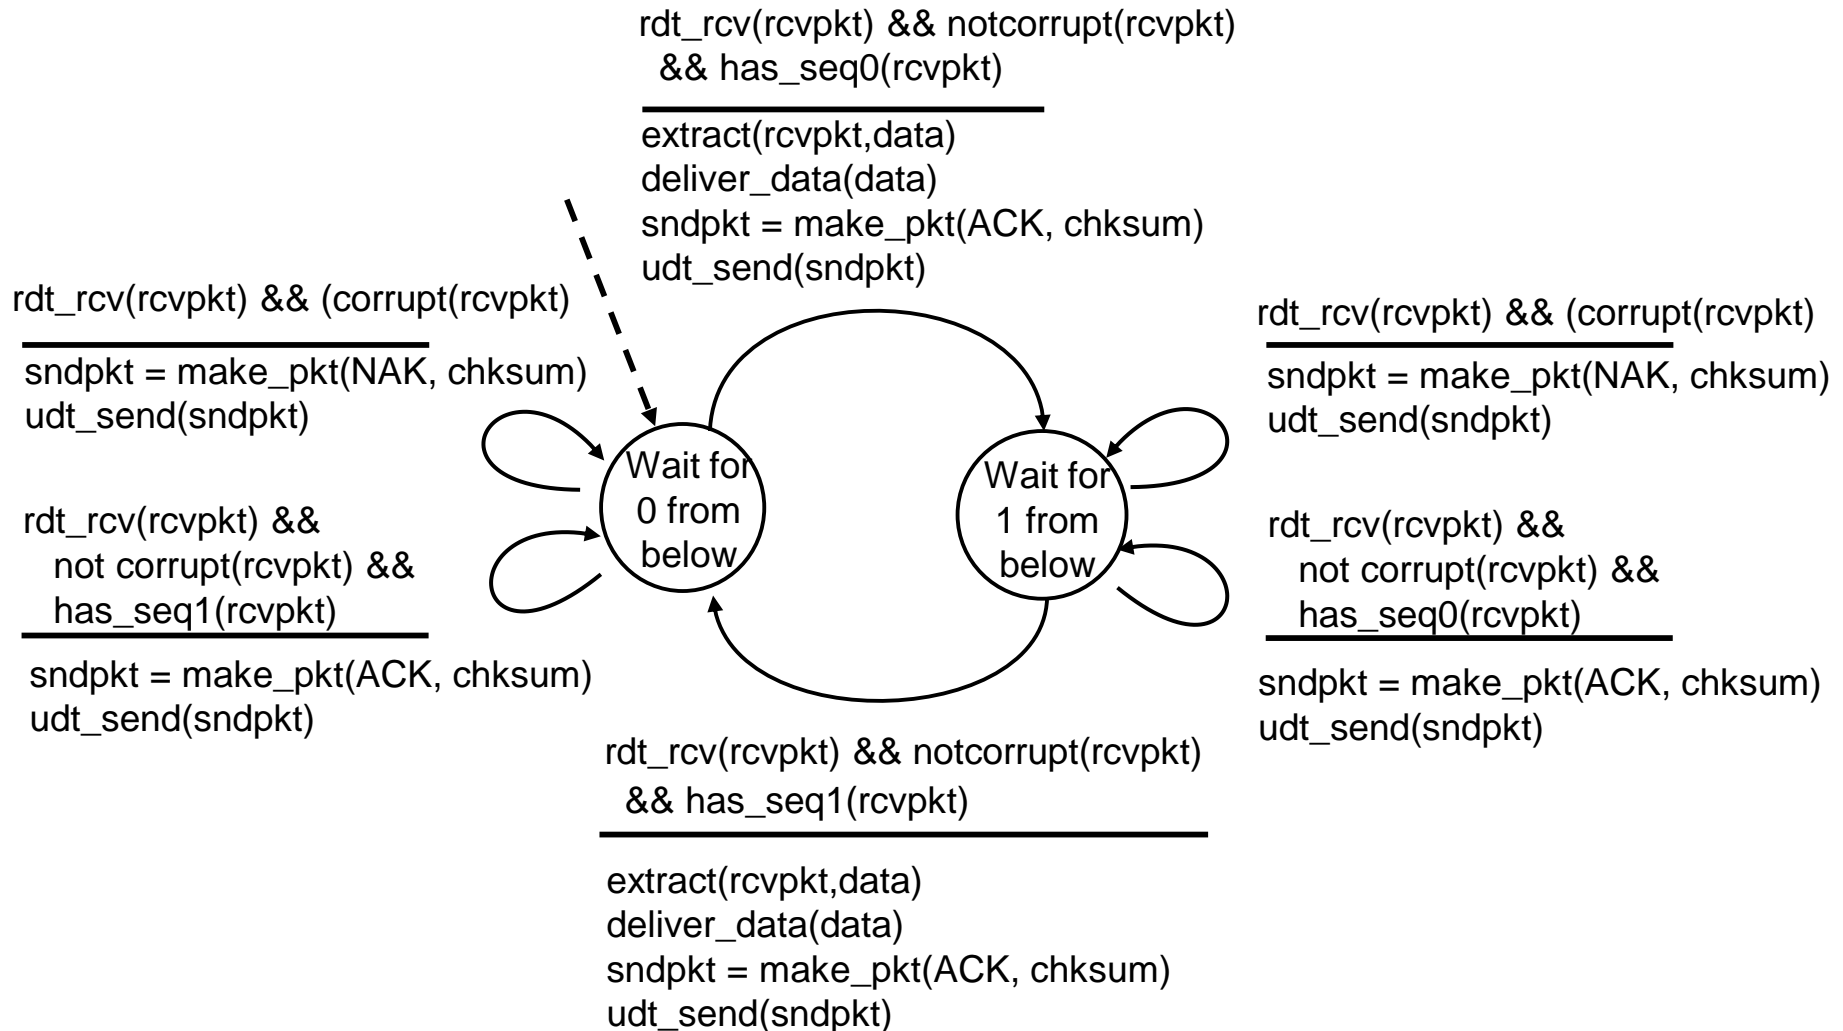 rdt_rcv(rcvpkt) && notcorrupt(rcvpkt)
&& has_seq0(rcvpkt)
extract(rcvpkt,data)
deliver_data(data)
sndpkt = make_pkt(ACK, chksum)
udt_send(sndpkt)
rdt_rcv(rcvpkt) && (corrupt(rcvpkt)
sndpkt = make_pkt(NAK, chksum)
udt_send(sndpkt)
rdt_rcv(rcvpkt) &&
not corrupt(rcvpkt) &&
has_seq1(rcvpkt)
sndpkt = make_pkt(ACK, chksum)
udt_send(sndpkt)
Wait for
0 from
below
Wait for
1 from
below
rdt_rcv(rcvpkt) && (corrupt(rcvpkt)
sndpkt = make_pkt(NAK, chksum)
udt_send(sndpkt)
rdt_rcv(rcvpkt) &&
not corrupt(rcvpkt) &&
has_seq0(rcvpkt)
sndpkt = make_pkt(ACK, chksum)
udt_send(sndpkt)
rdt_rcv(rcvpkt) && notcorrupt(rcvpkt)
&& has_seq1(rcvpkt)
extract(rcvpkt,data)
deliver_data(data)
sndpkt = make_pkt(ACK, chksum)
udt_send(sndpkt)